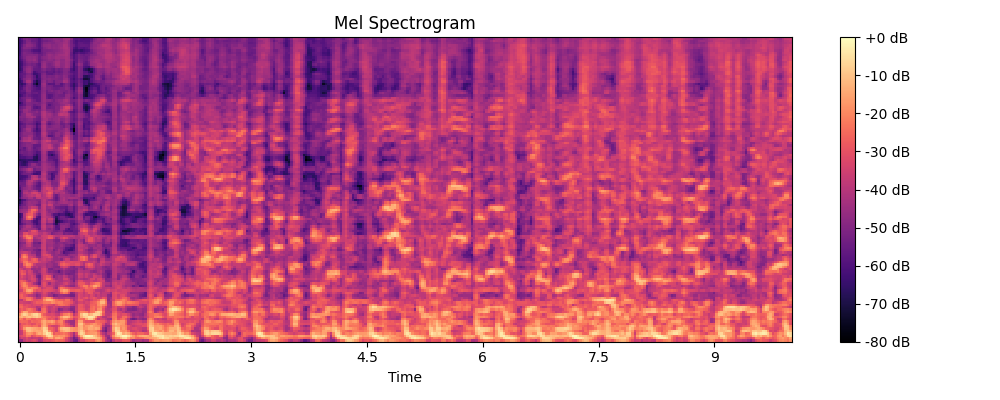 Mel Spectrogram
+0 dB
-10 dB
-20 dB
-30 dB
-40 dB
-50 dB
-60 dB
-70 dB
-80 dB
0 1.5 3 4.5 6 7.5 9
Time